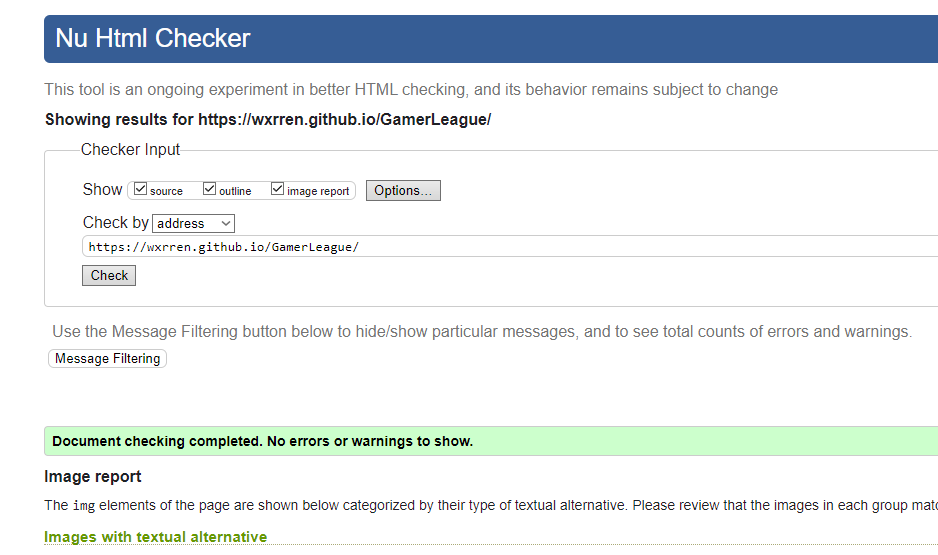 Nu Html Checker
This tool is an ongoing experiment in better HTML checking, and its behavior remains subject to change
Showing results for https://wxrren.github.io/GamerLeague/
Checker Input
Show source outline image report Options...
Check by address
https://wxrren.github.io/GamerLeague/
Check
Use the Message Filtering button below to hide/show particular messages, and to see total counts of errors and warnings.
Message Filtering
Document checking completed. No errors or warnings to show.
Image report
The img elements of the page are shown below categorized by their type of textual alternative. Please review that the images in each group
Images with textual alternative